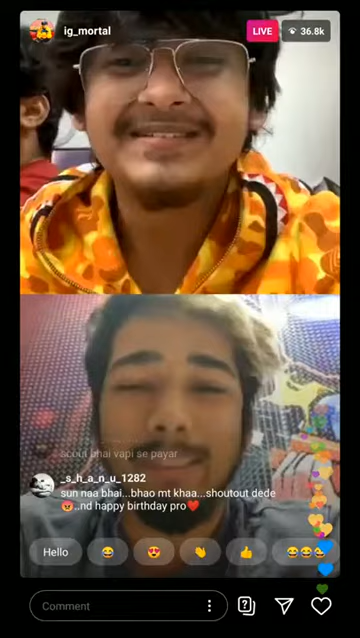 ig_mortal
LIVE
36.8k
scout bhai vapi se payar
_s_h_a_n_u_1282
sun naa bhai...bhao mt khaa...shoutout dede
😡..nd happy birthday pro❤️
Hello
Comment